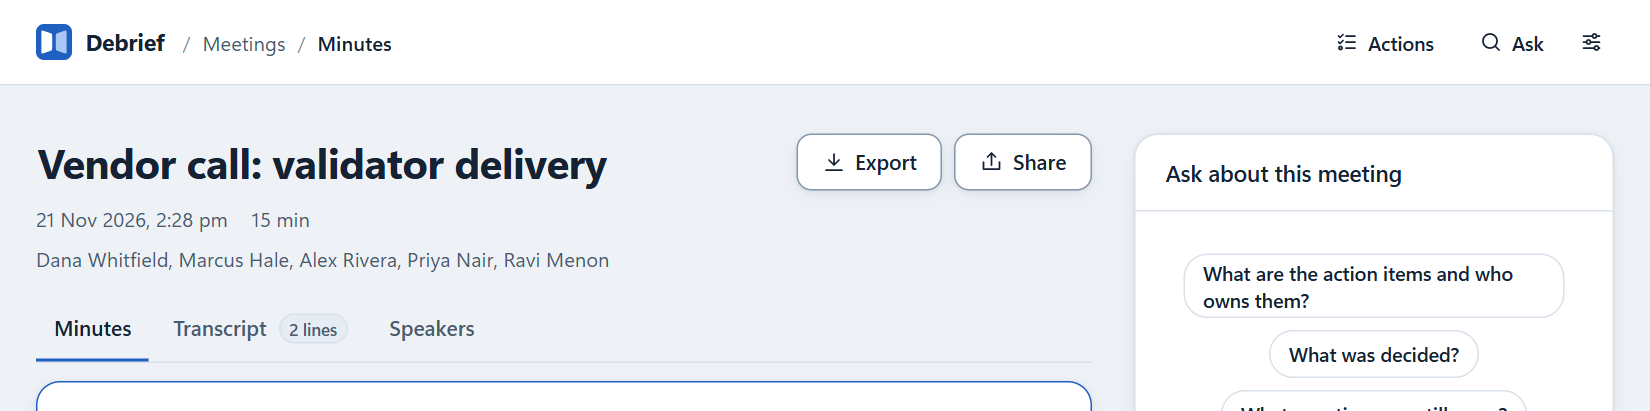 Debrief / Meetings / Minutes
Actions
Ask
Vendor call: validator delivery
Export
Share
21 Nov 2026, 2:28 pm 15 min
Dana Whitfield, Marcus Hale, Alex Rivera, Priya Nair, Ravi Menon
Minutes
Transcript 2 lines
Speakers
Ask about this meeting
What are the action items and who
owns them?
What was decided?